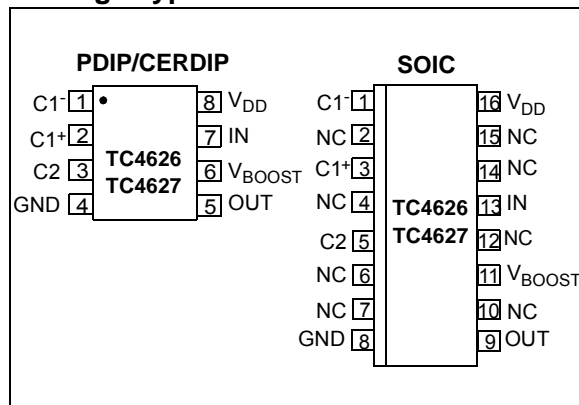 PDIP/CERDIP
C1- 1 8 VDD
C1+ 2 7 IN
C2 3 6 VBOOST
GND 4 5 OUT
TC4626
TC4627
SOIC
C1- 1 16 VDD
NC 2 15 NC
C1+ 3 14 NC
NC 4 13 IN
C2 5 12 NC
NC 6 11 VBOOST
NC 7 10 NC
GND 8 9 OUT
TC4626
TC4627